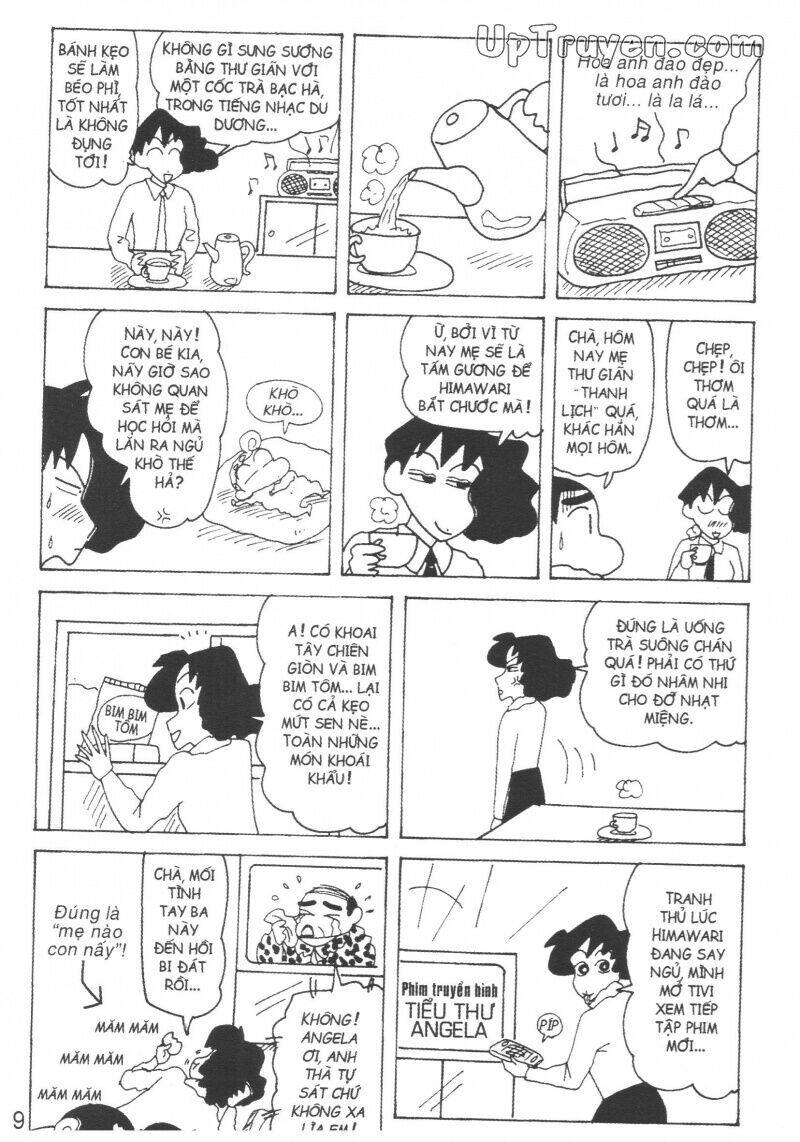 UpTruyen.com
Hoa anh đào đẹp...
là hoa anh đào
tươi... là la lá...
KHÔNG GÌ SUNG SƯỚNG
BẰNG THƯ GIÃN VỚI
MỘT CỐC TRÀ BẠC HÀ,
TRONG TIẾNG NHẠC DU
DƯƠNG...
BÁNH KẸO
SẼ LÀM
BÉO PHÌ,
TỐT NHẤT
LÀ KHÔNG
ĐỤNG
TỚI!
CHẸP,
CHẸP! ÔI
THƠM
QUÁ LÀ
THƠM...
CHÀ, HÔM
NAY MẸ
THƯ GIÃN
"THANH
LỊCH" QUÁ,
KHÁC HẲN
MỌI HÔM.
Ừ, BỞI VÌ TỪ
NAY MẸ SẼ LÀ
TẤM GƯƠNG ĐỂ
HIMAWARI
BẮT CHƯỚC MÀ!
KHÒ
KHÒ...
NÀY, NÀY!
CON BÉ KIA,
NẤY GIỜ SAO
KHÔNG QUAN
SÁT MẸ ĐỂ
HỌC HỎI MÀ
LĂN RA NGỦ
KHÒ THẾ
HẢ?
ĐÚNG LÀ UỐNG
TRÀ SUÔNG CHÁN
QUÁ! PHẢI CÓ THỨ
GÌ ĐÓ NHÂM NHI
CHO ĐỠ NHẠT
MIỆNG.
A! CÓ KHOAI
TÂY CHIÊN
GIÒN VÀ BIM
BIM TÔM... LẠI
CÓ CẢ KẸO
MỨT SEN NÈ...
TOÀN NHỮNG
MÓN KHOÁI
KHẨU!
BIM BIM
TÔM
TRANH
THỦ LÚC
HIMAWARI
ĐANG SAY
NGỦ, MÌNH
MỞ TIVI
XEM TIẾP
TẬP PHIM
MỚI...
Phim truyền hình
TIỂU THƯ
ANGELA
PÍP
CHÀ, MỐI
TÌNH
TAY BA
NÀY
ĐẾN HỒI
BI ĐÁT
RỒI...
KHÔNG!
ANGELA
ƠI, ANH
THÀ TỰ
SÁT CHỨ
KHÔNG XA
LÌA EM!
Đúng là
"mẹ nào
con nấy"!
MĂM MĂM
MĂM MĂM
MĂM MĂM
9